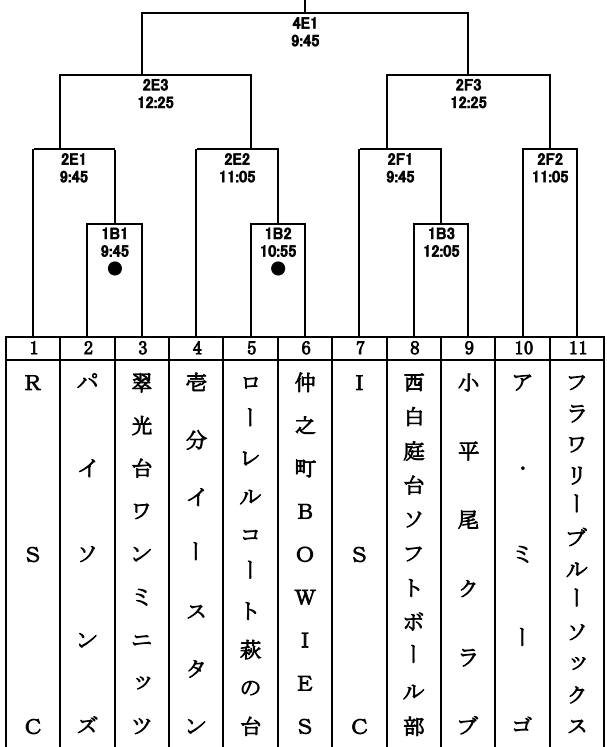 4E1
9:45
2E3
12:25
2F3
12:25
2E1
9:45
2E2
11:05
2F1
9:45
2F2
11:05
1B1
9:45
●
1B2
10:55
●
1B3
12:05
1 2 3 4 5 6 7 8 9 10 11
RSC
パイソンズ
翠光台ワンミニッツ
壱分イースタン
ローレルコート萩の台
仲之町BOWIES
ISC
西白庭台ソフトボール部
小平尾クラブ
ア・ミーゴ
フラワリーブルーソックス